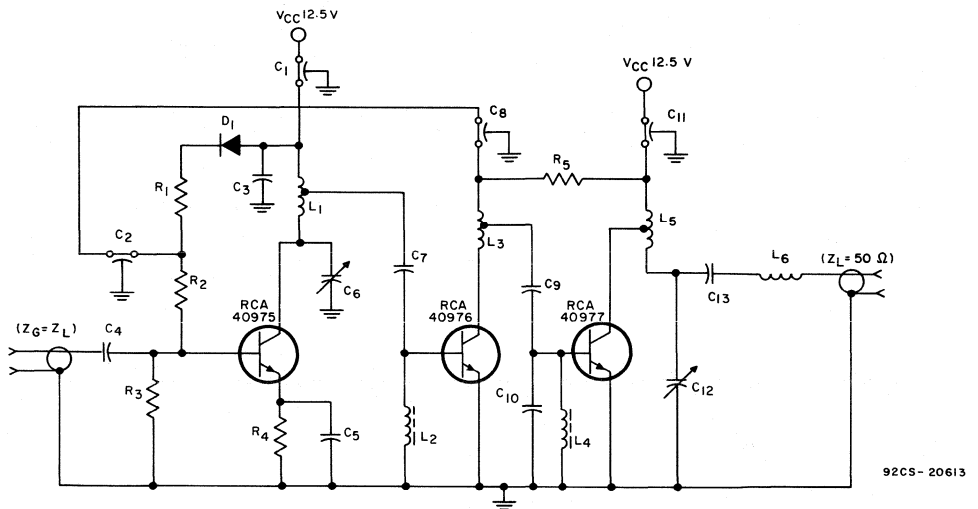 VCC 12.5 V
C1
VCC 12.5 V
C8
C11
D1
R5
R1
C3
L1
L5
C2
C7
L3
L6
(ZL = 50 Ω)
R2
C6
C9
C13
RCA
40975
RCA
40976
RCA
40977
(ZG = ZL)
C4
R3
C10
C12
R4
C5
L2
L4
92CS-20613